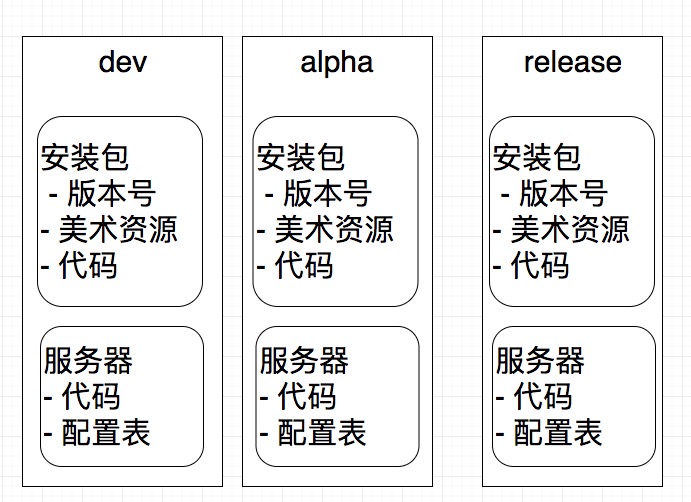 dev
安装包
- 版本号
- 美术资源
- 代码
服务器
- 代码
- 配置表
alpha
安装包
- 版本号
- 美术资源
- 代码
服务器
- 代码
- 配置表
release
安装包
- 版本号
- 美术资源
- 代码
服务器
- 代码
- 配置表